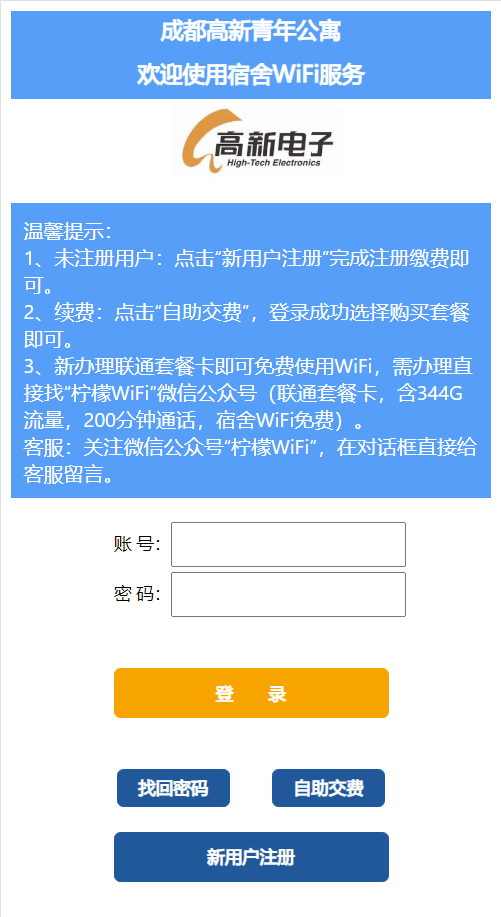 成都高新青年公寓
欢迎使用宿舍WiFi服务
高新电子
High-Tech Electronics
温馨提示：
1、未注册用户：点击“新用户注册”完成注册缴费即
可。
2、续费：点击“自助交费”，登录成功选择购买套餐
即可。
3、新办理联通套餐卡即可免费使用WiFi，需办理直
接找“柠檬WiFi”微信公众号（联通套餐卡，含344G
流量，200分钟通话，宿舍WiFi免费）。
客服：关注微信公众号“柠檬WiFi”，在对话框直接给
客服留言。
账 号：
密 码：
登 录
找回密码 自助交费
新用户注册